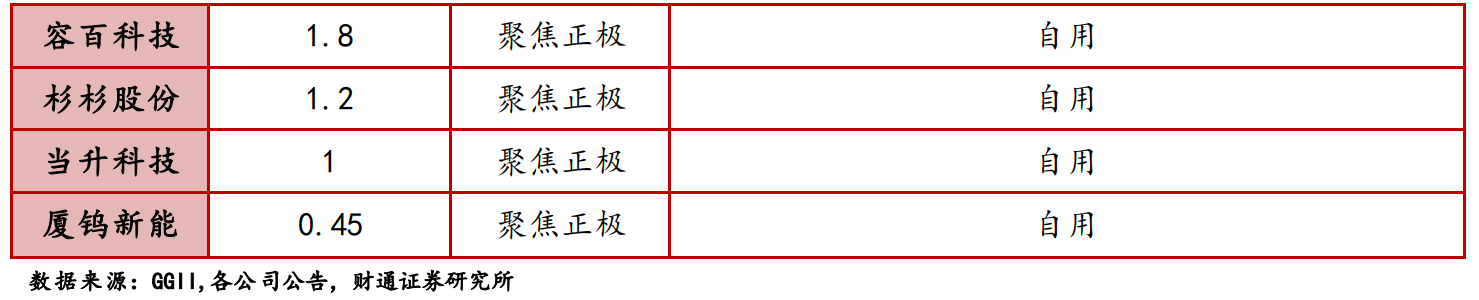 容百科技 1.8 聚焦正极 自用
杉杉股份 1.2 聚焦正极 自用
当升科技 1 聚焦正极 自用
厦钨新能 0.45 聚焦正极 自用
数据来源：GGII,各公司公告，财通证券研究所